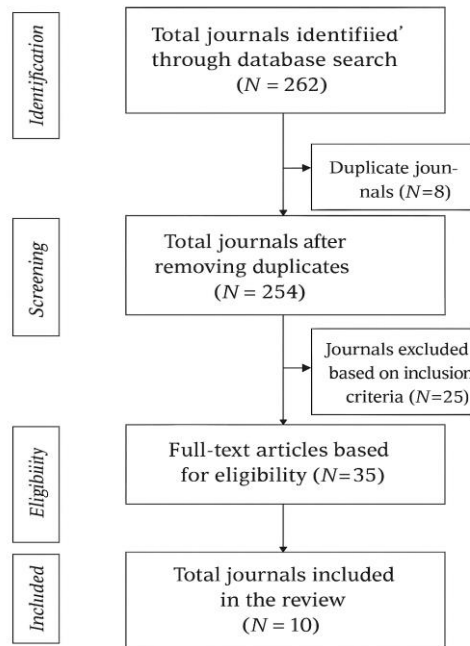 Identification
Total journals identifiied'
through database search
(N = 262)
Duplicate jour-
nals (N=8)
Screening
Total journals after
removing duplicates
(N = 254)
Journals excluded
based on inclusion
criteria (N=25)
Eligibiiity
Full-text articles based
for eligibility (N=35)
Included
Total journals included
in the review
(N = 10)